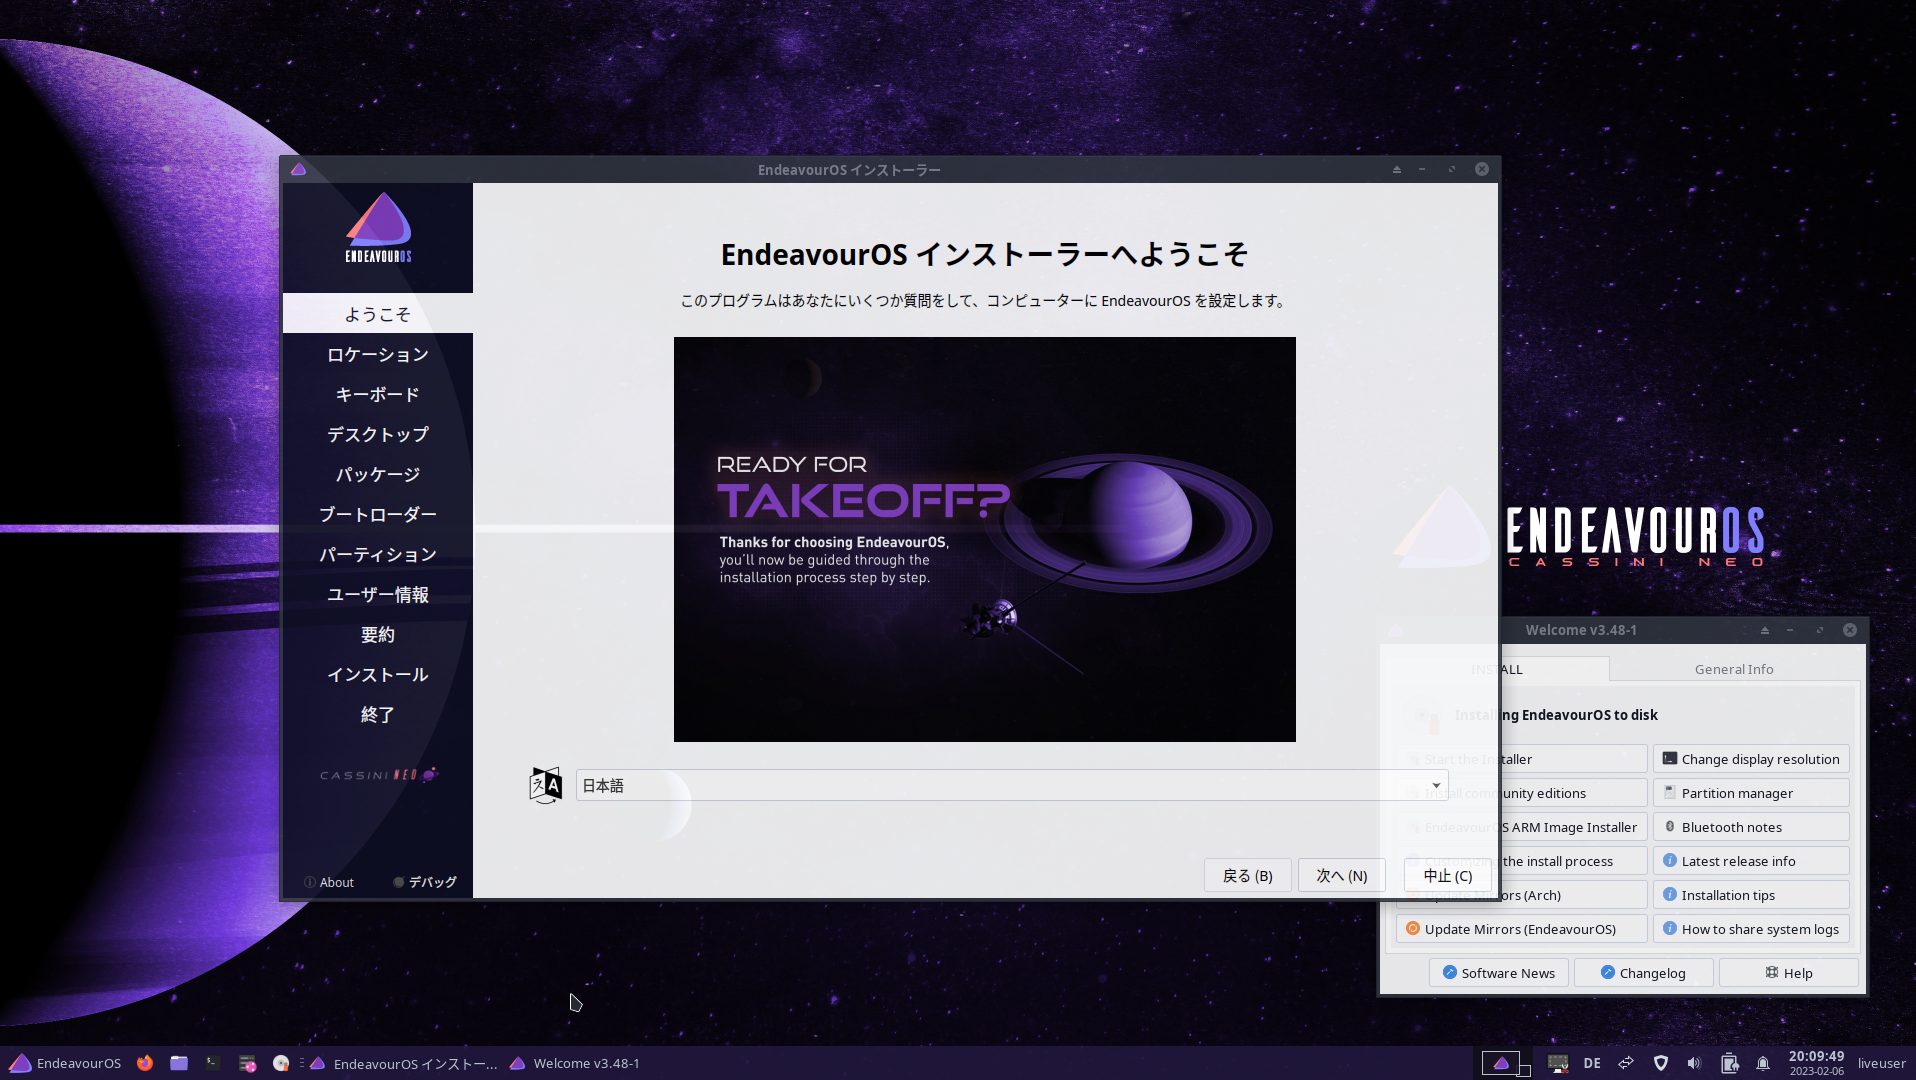 EndeavourOS インストーラー
ENDEAVOUROS
ようこそ
ロケーション
キーボード
デスクトップ
パッケージ
ブートローダー
パーティション
ユーザー情報
要約
インストール
終了
CASSINI NEO
About
デバッグ
EndeavourOS インストーラーへようこそ
このプログラムはあなたにいくつか質問をして、コンピューターに EndeavourOS を設定します。
READY FOR
TAKEOFF?
Thanks for choosing EndeavourOS,
you'll now be guided through the
installation process step by step.
日本語
戻る (B)
次へ (N)
中止 (C)
ENDEAVOUROS
CASSINI NEO
Welcome v3.48-1
INSTALL
General Info
Installing EndeavourOS to disk
Start the Installer
Change display resolution
Install community editions
Partition manager
EndeavourOS ARM Image Installer
Bluetooth notes
Customizing the install process
Latest release info
Update Mirrors (Arch)
Installation tips
Update Mirrors (EndeavourOS)
How to share system logs
Software News
Changelog
Help
EndeavourOS
EndeavourOS インストー...
Welcome v3.48-1
DE
20:09:49
2023-02-06
liveuser